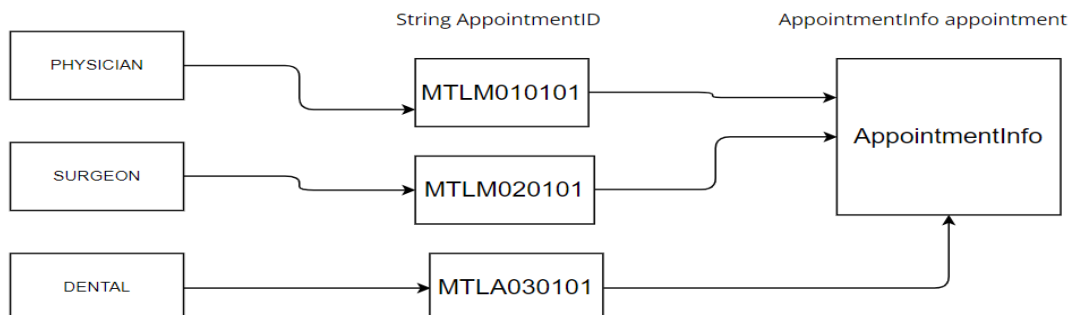 String AppointmentID
AppointmentInfo appointment
PHYSICIAN
MTLM010101
AppointmentInfo
SURGEON
MTLM020101
DENTAL
MTLA030101